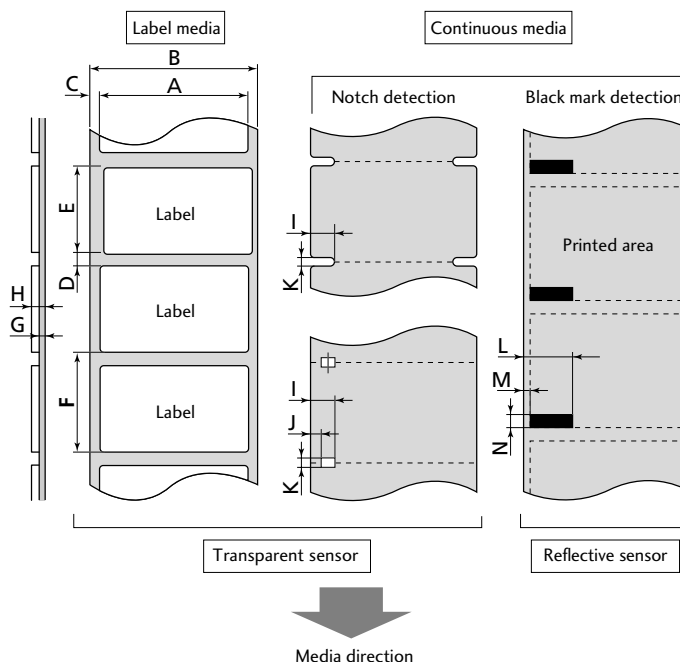 Label media
Continuous media
B
C
A
Notch detection
Black mark detection
E
Label
I
Printed area
D
K
H
Label
G
L
I
M
F
Label
J
N
K
Transparent sensor
Reflective sensor
Media direction